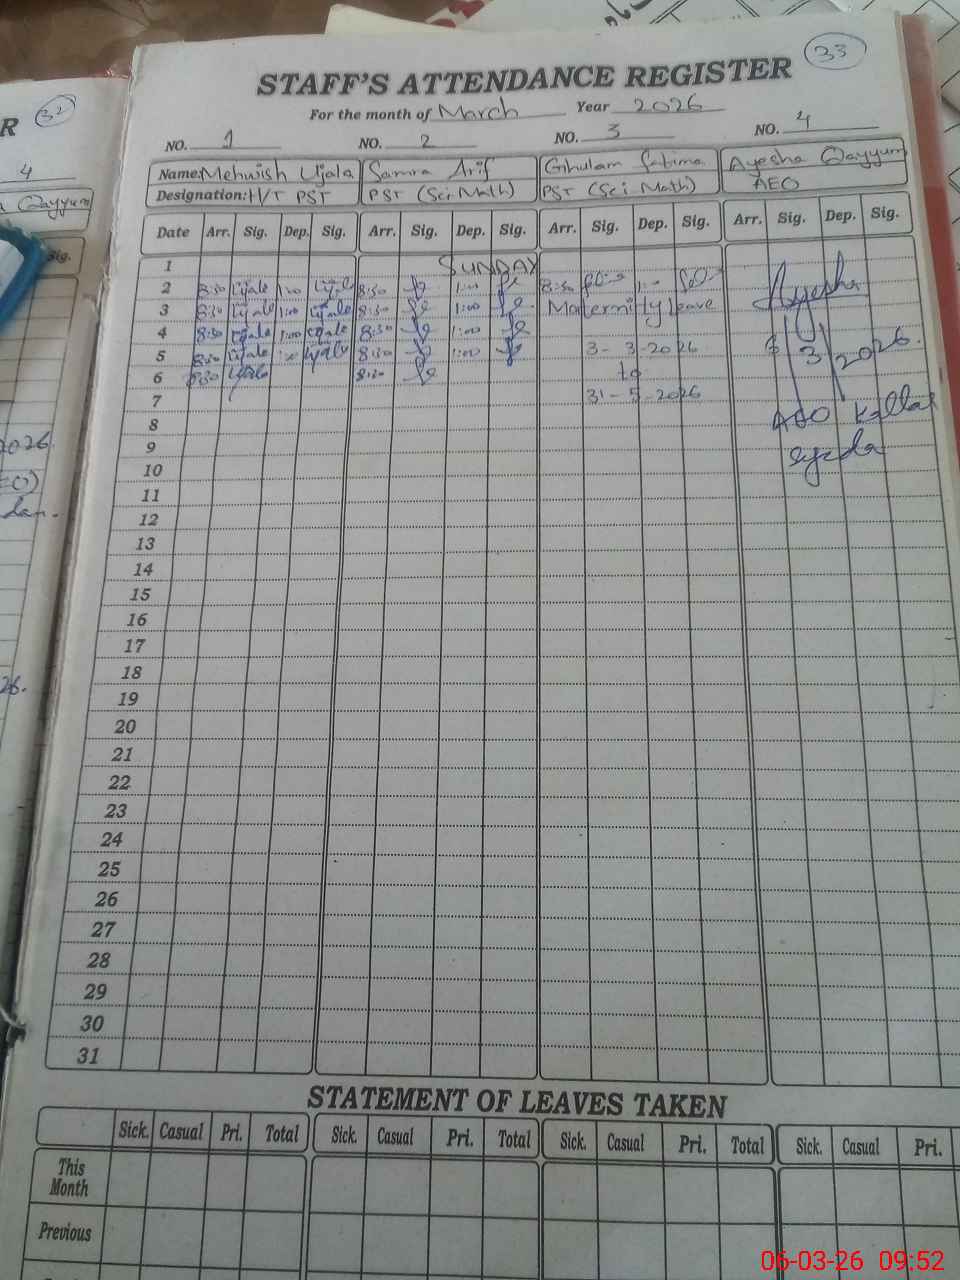 33
STAFF'S ATTENDANCE REGISTER
For the month of March Year 2026
NO. 1 NO. 2 NO. 3 NO. 4
Name: Mehwish Ujala Samra Arif Ghulam Fatima Ayesha Qayyum
Designation: H/T PST PST (Sci.Math) PST (Sci.Math) AEO
Date Arr. Sig. Dep. Sig. Arr. Sig. Dep. Sig. Arr. Sig. Dep. Sig. Arr. Sig. Dep. Sig.
1 SUNDAY
2 8:30 Ujala 1:00 Ujala 8:30 1:00 8:30 1:00 Ayesha
3 8:30 Ujala 1:00 Ujala 8:30 1:00 Maternity leave
4 8:30 Ujala 1:00 Ujala 8:30 1:00
5 8:30 Ujala 1:00 Ujala 8:30 1:00 3-3-2026 3/2026.
6 8:30 Ujala 8:30 to
7 31-5-2026
8 AEO Kallar
9 Syeda
10
11
12
13
14
15
16
17
18
19
20
21
22
23
24
25
26
27
28
29
30
31
STATEMENT OF LEAVES TAKEN
Sick. Casual Pri. Total Sick. Casual Pri. Total Sick. Casual Pri. Total Sick. Casual Pri.
This Month
Previous
R 32
4
Qayyum
Sig.
2026
26.
06-03-26 09:52